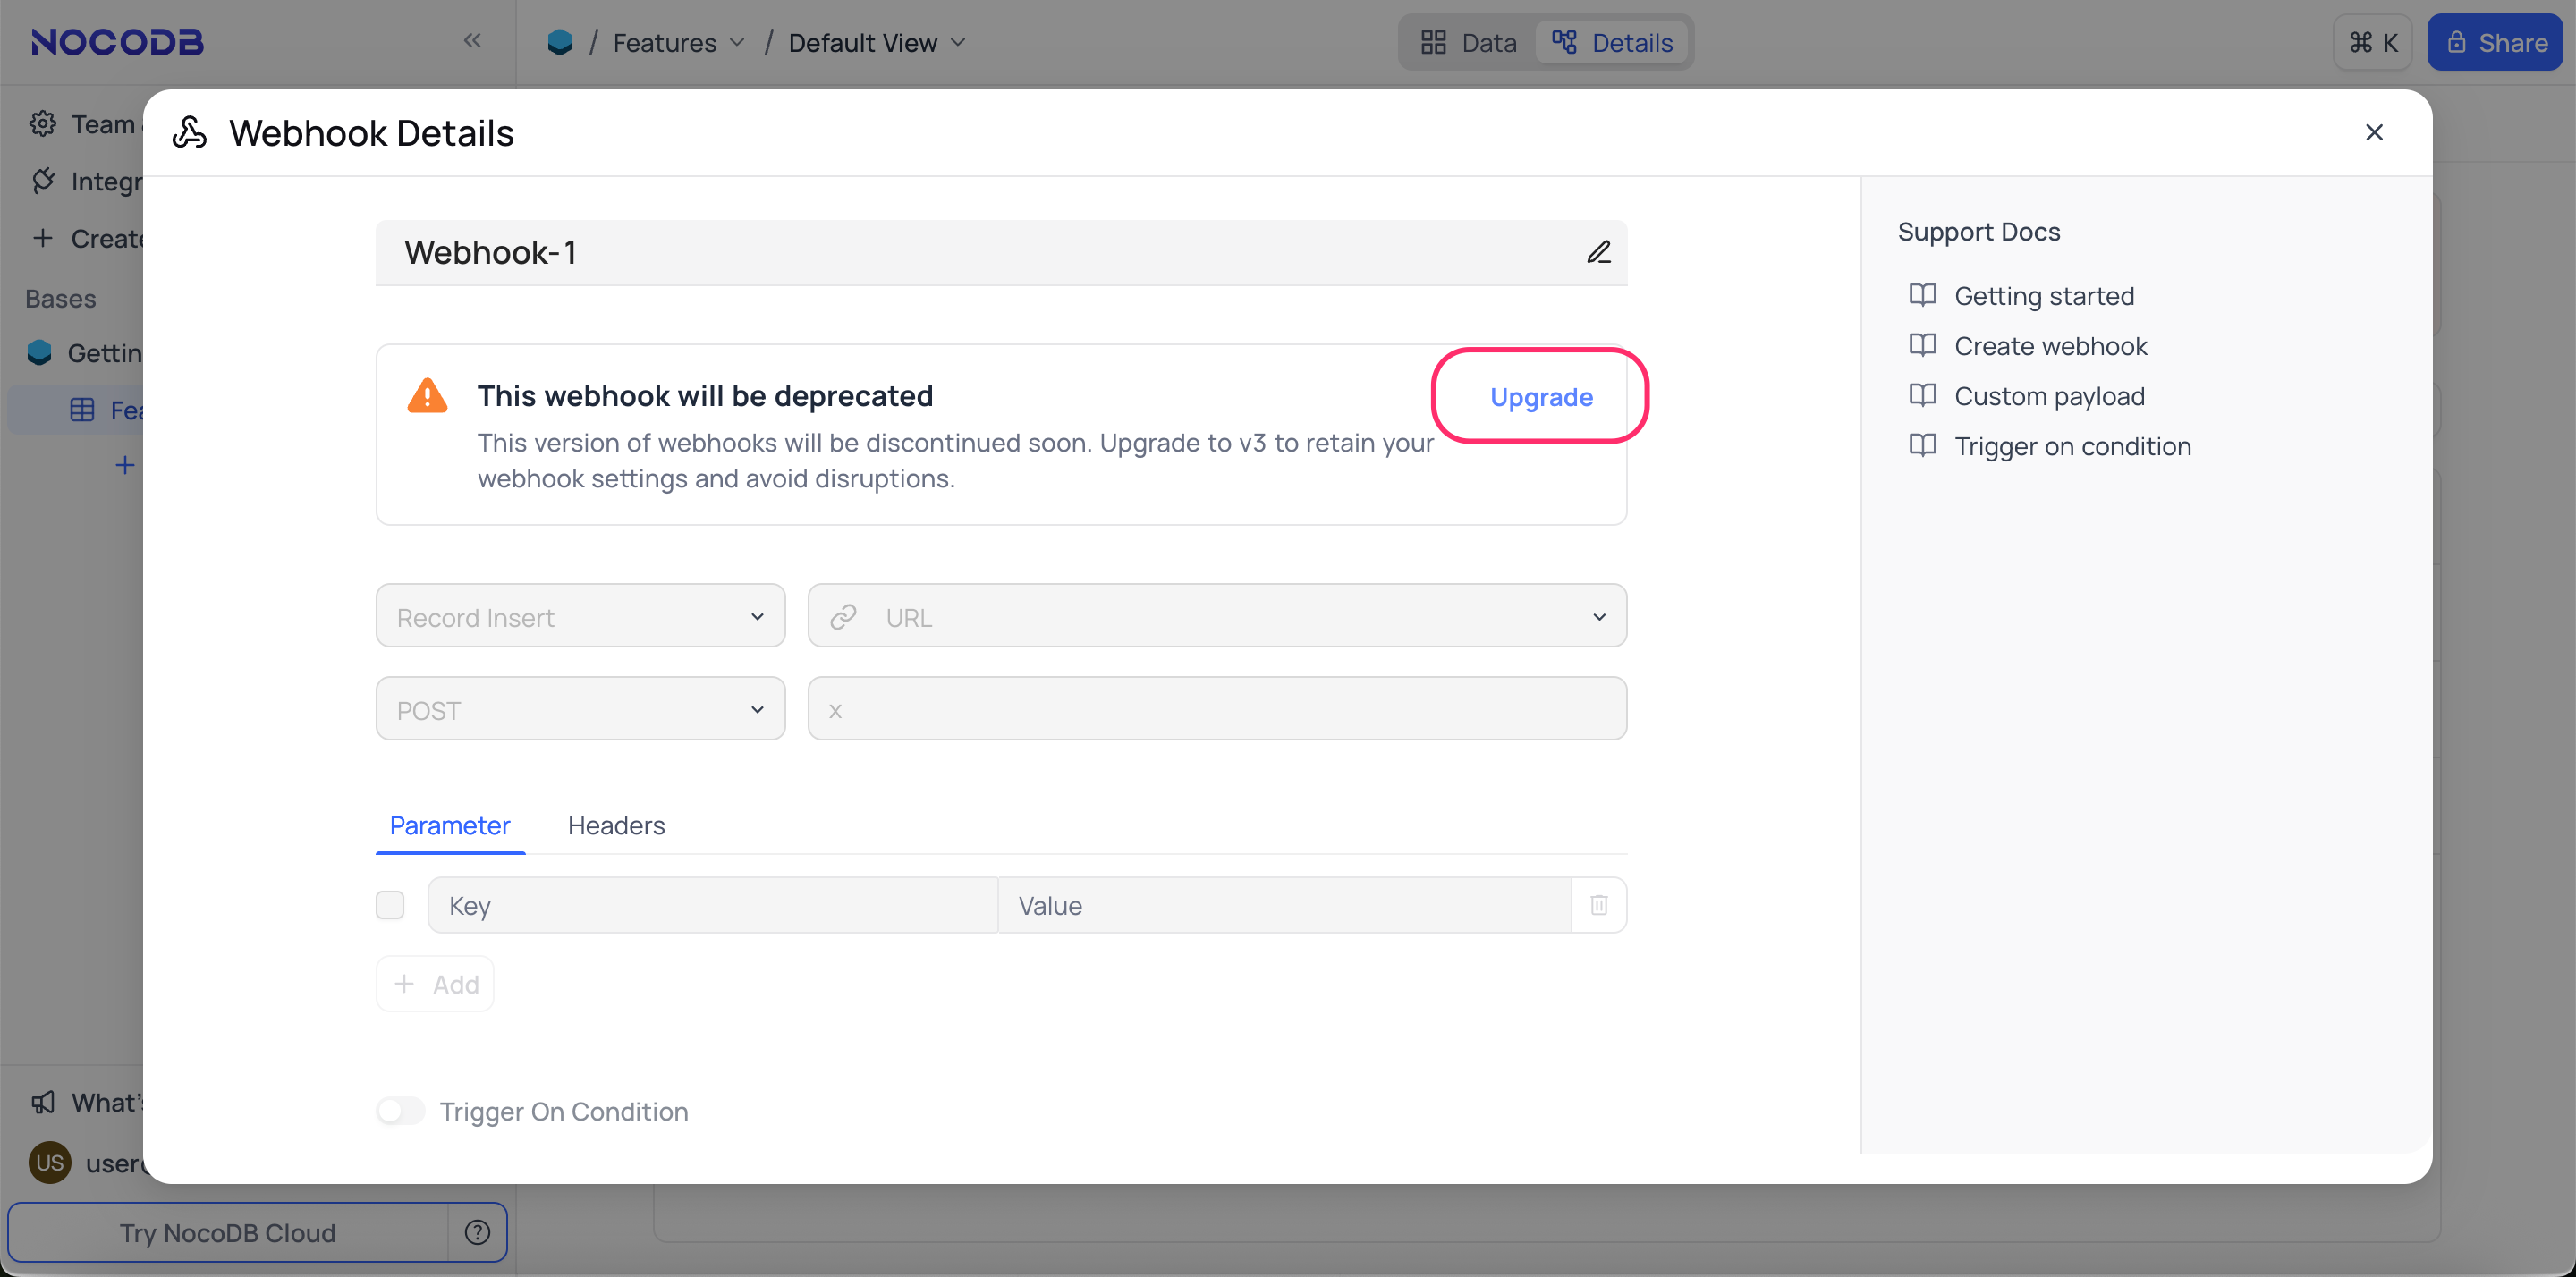 NOCODB
/ Features / Default View
Data Details
⌘ K
Share
Team
Integr
Create
Bases
Gettin
Fea
What's
US user
Try NocoDB Cloud
Webhook Details
Webhook-1
This webhook will be deprecated
Upgrade
This version of webhooks will be discontinued soon. Upgrade to v3 to retain your
webhook settings and avoid disruptions.
Record Insert
URL
POST
x
Parameter Headers
Key Value
+ Add
Trigger On Condition
Support Docs
Getting started
Create webhook
Custom payload
Trigger on condition